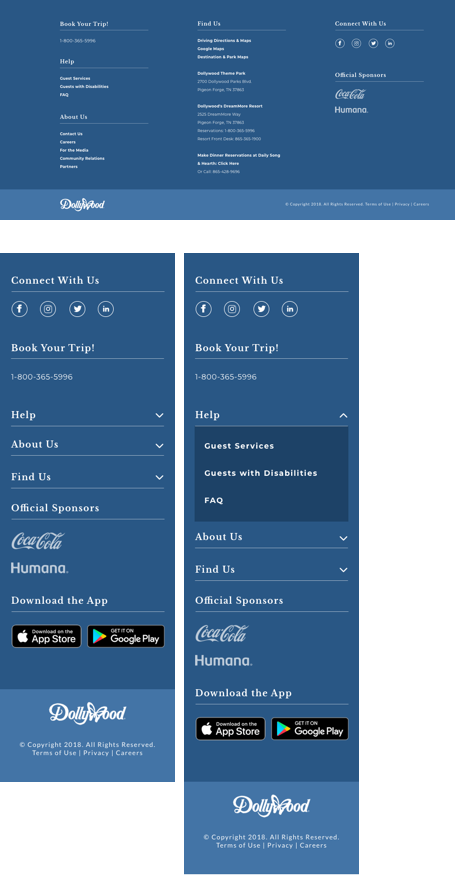 Book Your Trip!
1-800-365-5996
Help
Guest Services
Guests with Disabilities
FAQ
About Us
Contact Us
Careers
For the Media
Community Relations
Partners
Find Us
Driving Directions & Maps
Google Maps
Destination & Park Maps
Dollywood Theme Park
2700 Dollywood Parks Blvd
Pigeon Forge, TN 37863
Dollywood's DreamMore Resort
2525 DreamMore Way
Pigeon Forge, TN 37863
Reservations: 1-800-365-5996
Resort Front Desk: 865-365-1900
Make Dinner Reservations at Daily Song
& Hearth: Click Here
Or Call: 865-428-9696
Connect With Us
Official Sponsors
Coca-Cola
Humana.
Dollywood
© Copyright 2018. All Rights Reserved. Terms of Use | Privacy | Careers.
Connect With Us
Book Your Trip!
1-800-365-5996
Help
About Us
Find Us
Official Sponsors
Coca-Cola
Humana.
Download the App
Download on the
App Store
GET IT ON
Google Play
Dollywood
© Copyright 2018. All Rights Reserved.
Terms of Use | Privacy | Careers
Connect With Us
Book Your Trip!
1-800-365-5996
Help
Guest Services
Guests with Disabilities
FAQ
About Us
Find Us
Official Sponsors
Coca-Cola
Humana.
Download the App
Download on the
App Store
GET IT ON
Google Play
Dollywood
© Copyright 2018. All Rights Reserved.
Terms of Use | Privacy | Careers